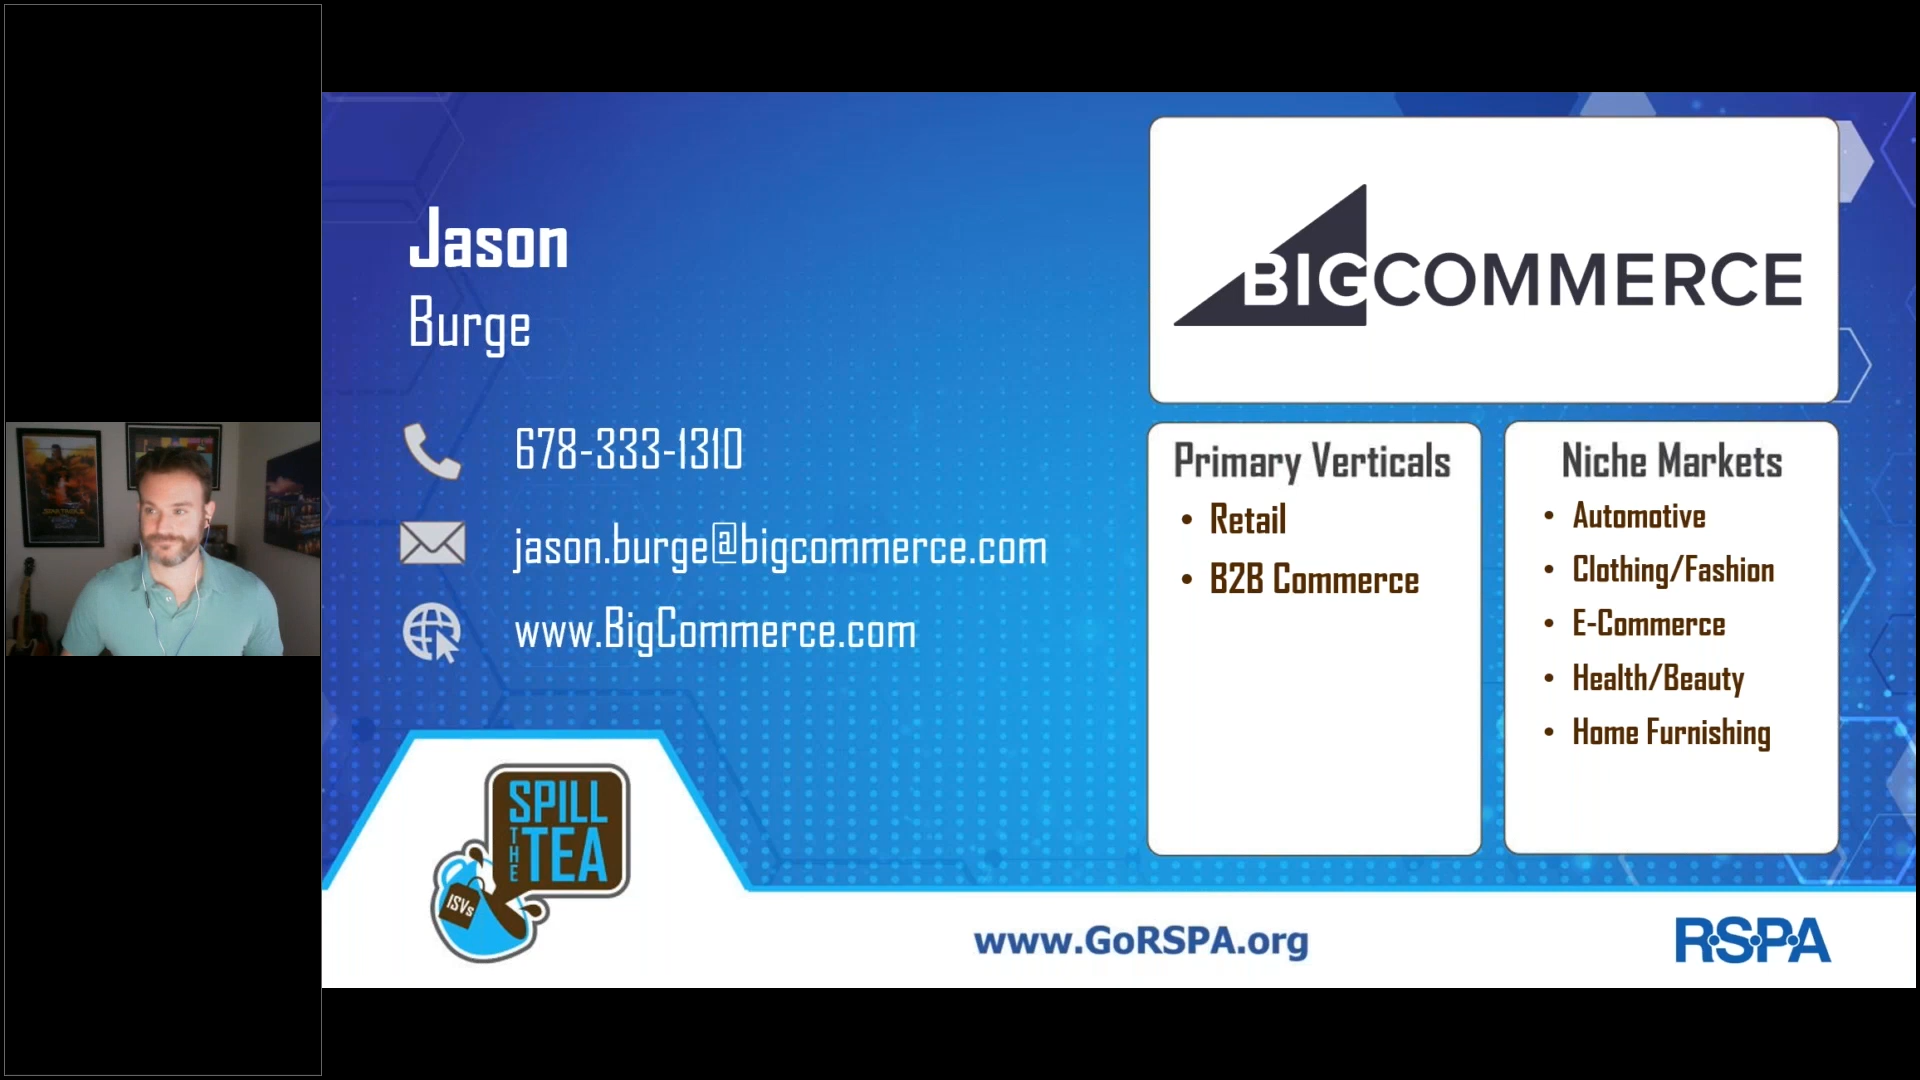 Jason
Burge
678-333-1310
jason.burge@bigcommerce.com
www.BigCommerce.com
BIGCOMMERCE
Primary Verticals
• Retail
• B2B Commerce
Niche Markets
• Automotive
• Clothing/Fashion
• E-Commerce
• Health/Beauty
• Home Furnishing
SPILL
THE
TEA
ISVs
www.GoRSPA.org
RSPA